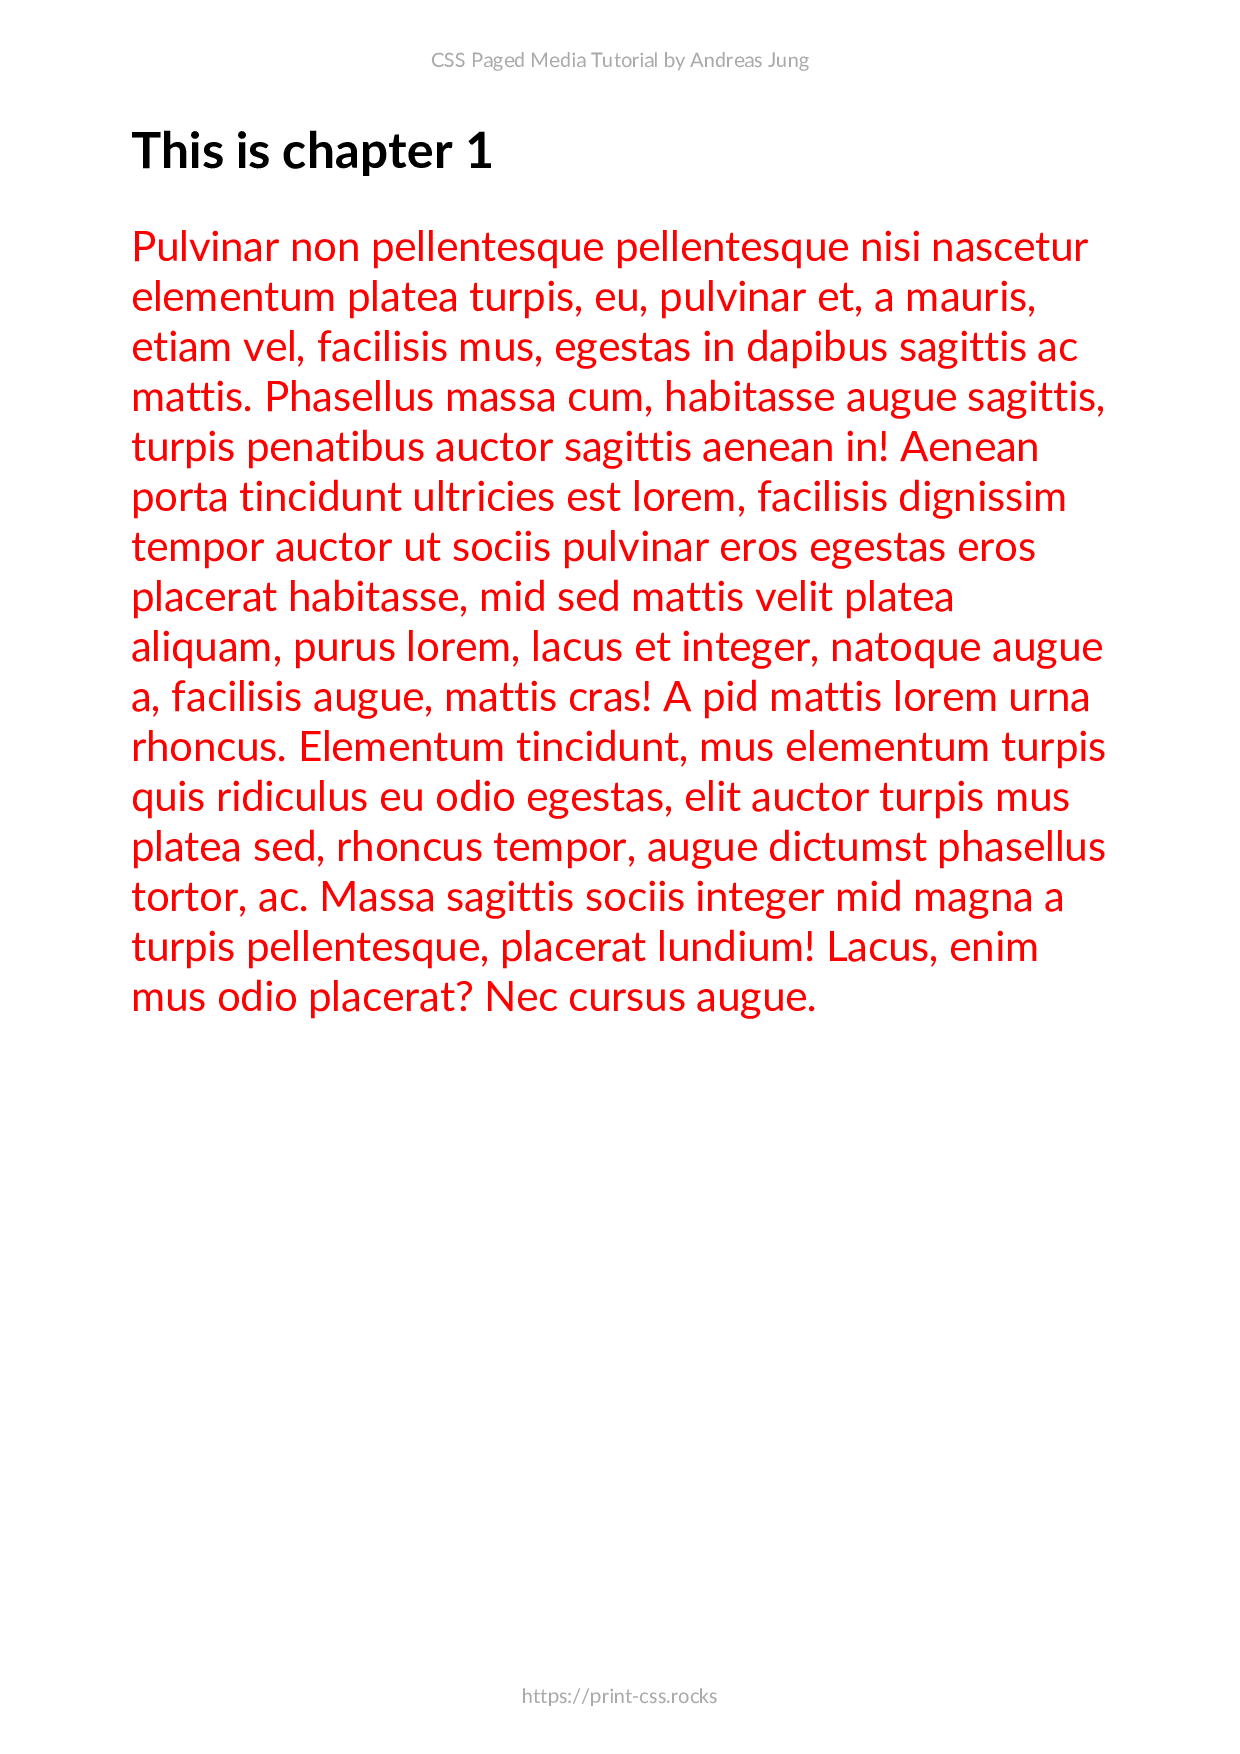 CSS Paged Media Tutorial by Andreas Jung
This is chapter 1
Pulvinar non pellentesque pellentesque nisi nascetur
elementum platea turpis, eu, pulvinar et, a mauris,
etiam vel, facilisis mus, egestas in dapibus sagittis ac
mattis. Phasellus massa cum, habitasse augue sagittis,
turpis penatibus auctor sagittis aenean in! Aenean
porta tincidunt ultricies est lorem, facilisis dignissim
tempor auctor ut sociis pulvinar eros egestas eros
placerat habitasse, mid sed mattis velit platea
aliquam, purus lorem, lacus et integer, natoque augue
a, facilisis augue, mattis cras! A pid mattis lorem urna
rhoncus. Elementum tincidunt, mus elementum turpis
quis ridiculus eu odio egestas, elit auctor turpis mus
platea sed, rhoncus tempor, augue dictumst phasellus
tortor, ac. Massa sagittis sociis integer mid magna a
turpis pellentesque, placerat lundium! Lacus, enim
mus odio placerat? Nec cursus augue.
https://print-css.rocks